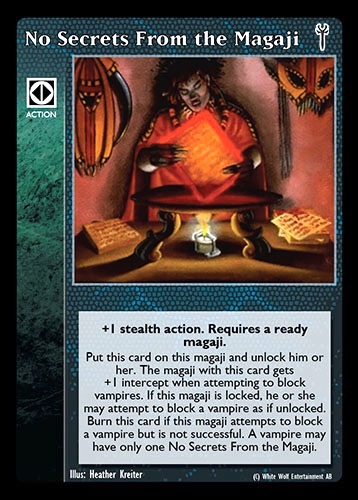 No Secrets From the Magaji
ACTION
+1 stealth action. Requires a ready
magaji.
Put this card on this magaji and unlock him or
her. The magaji with this card gets
+1 intercept when attempting to block
vampires. If this magaji is locked, he or she
may attempt to block a vampire as if unlocked.
Burn this card if this magaji attempts to block
a vampire but is not successful. A vampire may
have only one No Secrets From the Magaji.
Illus: Heather Kreiter
(C) White Wolf Entertainment AB